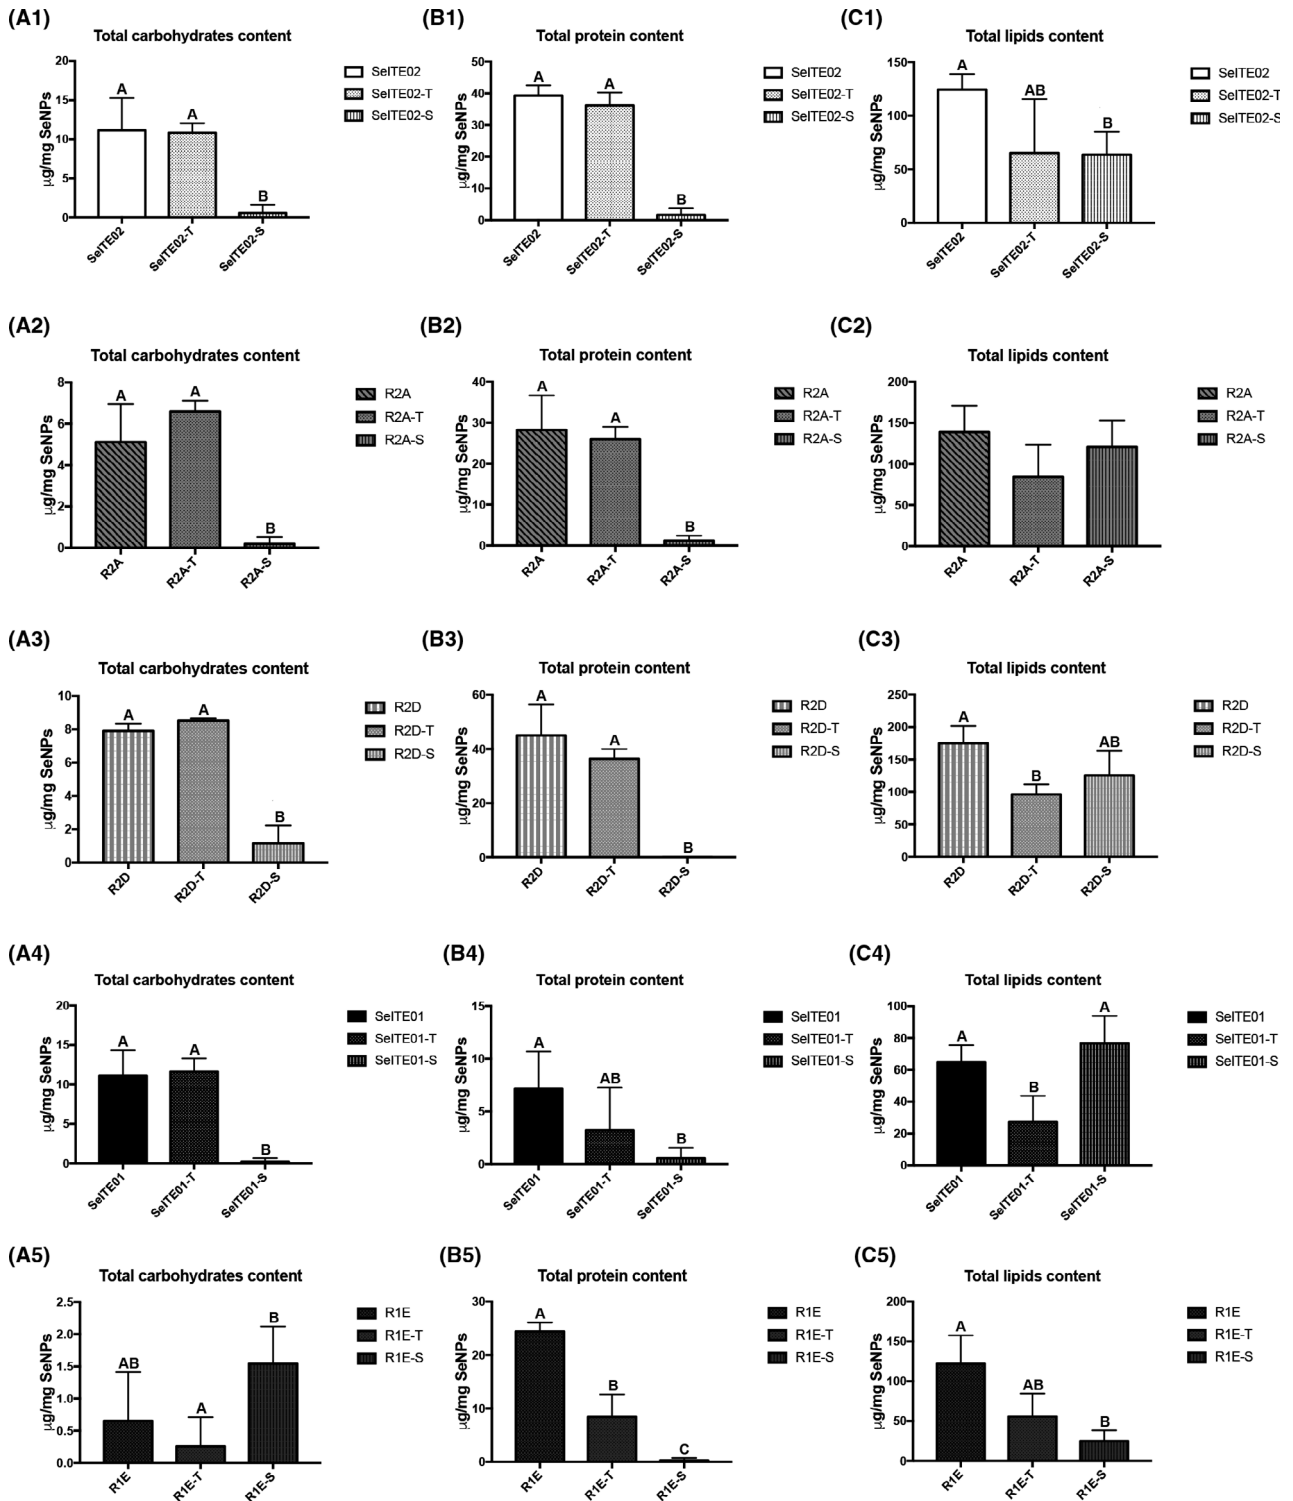 (A1)
Total carbohydrates content
20
15
10
5
0
µg/mg SeNPs
A
A
B
SeITE02
SeITE02-T
SeITE02-S
SeITE02
SeITE02-T
SeITE02-S
(B1)
Total protein content
50
40
30
20
10
0
µg/mg SeNPs
A
A
B
SeITE02
SeITE02-T
SeITE02-S
SeITE02
SeITE02-T
SeITE02-S
(C1)
Total lipids content
150
100
50
0
µg/mg SeNPs
A
AB
B
SeITE02
SeITE02-T
SeITE02-S
SeITE02
SeITE02-T
SeITE02-S
(A2)
Total carbohydrates content
8
6
4
2
0
µg/mg SeNPs
A
A
B
R2A
R2A-T
R2A-S
R2A
R2A-T
R2A-S
(B2)
Total protein content
40
30
20
10
0
µg/mg SeNPs
A
A
B
R2A
R2A-T
R2A-S
R2A
R2A-T
R2A-S
(C2)
Total lipids content
200
150
100
50
0
µg/mg SeNPs
R2A
R2A-T
R2A-S
R2A
R2A-T
R2A-S
(A3)
Total carbohydrates content
10
8
6
4
2
0
µg/mg SeNPs
A
A
B
R2D
R2D-T
R2D-S
R2D
R2D-T
R2D-S
(B3)
Total protein content
60
40
20
0
µg/mg SeNPs
A
A
B
R2D
R2D-T
R2D-S
R2D
R2D-T
R2D-S
(C3)
Total lipids content
250
200
150
100
50
0
µg/mg SeNPs
A
B
AB
R2D
R2D-T
R2D-S
R2D
R2D-T
R2D-S
(A4)
Total carbohydrates content
20
15
10
5
0
µg/mg SeNPs
A
A
B
SeITE01
SeITE01-T
SeITE01-S
SeITE01
SeITE01-T
SeITE01-S
(B4)
Total protein content
15
10
5
0
µg/mg SeNPs
A
AB
B
SeITE01
SeITE01-T
SeITE01-S
SeITE01
SeITE01-T
SeITE01-S
(C4)
Total lipids content
100
80
60
40
20
0
µg/mg SeNPs
A
B
A
SeITE01
SeITE01-T
SeITE01-S
SeITE01
SeITE01-T
SeITE01-S
(A5)
Total carbohydrates content
2.5
2.0
1.5
1.0
0.5
0.0
µg/mg SeNPs
AB
A
B
R1E
R1E-T
R1E-S
R1E
R1E-T
R1E-S
(B5)
Total protein content
30
20
10
0
µg/mg SeNPs
A
B
C
R1E
R1E-T
R1E-S
R1E
R1E-T
R1E-S
(C5)
Total lipids content
200
150
100
50
0
µg/mg SeNPs
A
AB
B
R1E
R1E-T
R1E-S
R1E
R1E-T
R1E-S